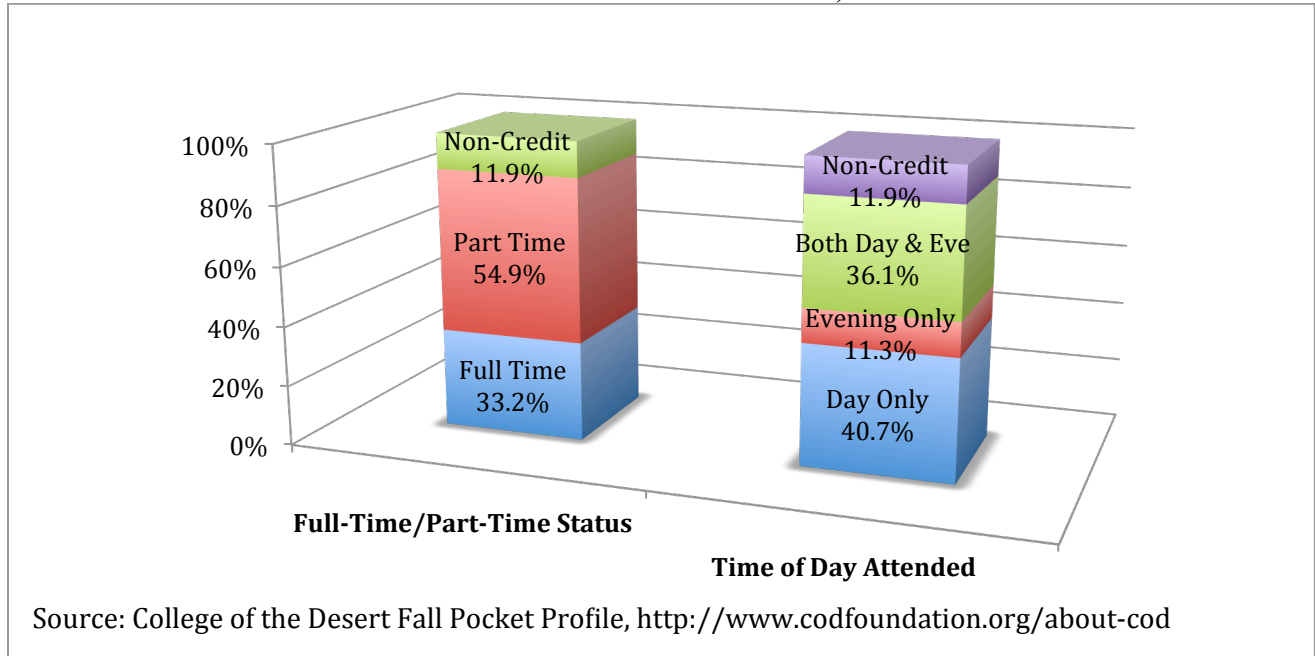 100%
80%
60%
40%
20%
0%
Non-Credit
11.9%
Part Time
54.9%
Full Time
33.2%
Non-Credit
11.9%
Both Day & Eve
36.1%
Evening Only
11.3%
Day Only
40.7%
Full-Time/Part-Time Status
Time of Day Attended
Source: College of the Desert Fall Pocket Profile, http://www.codfoundation.org/about-cod